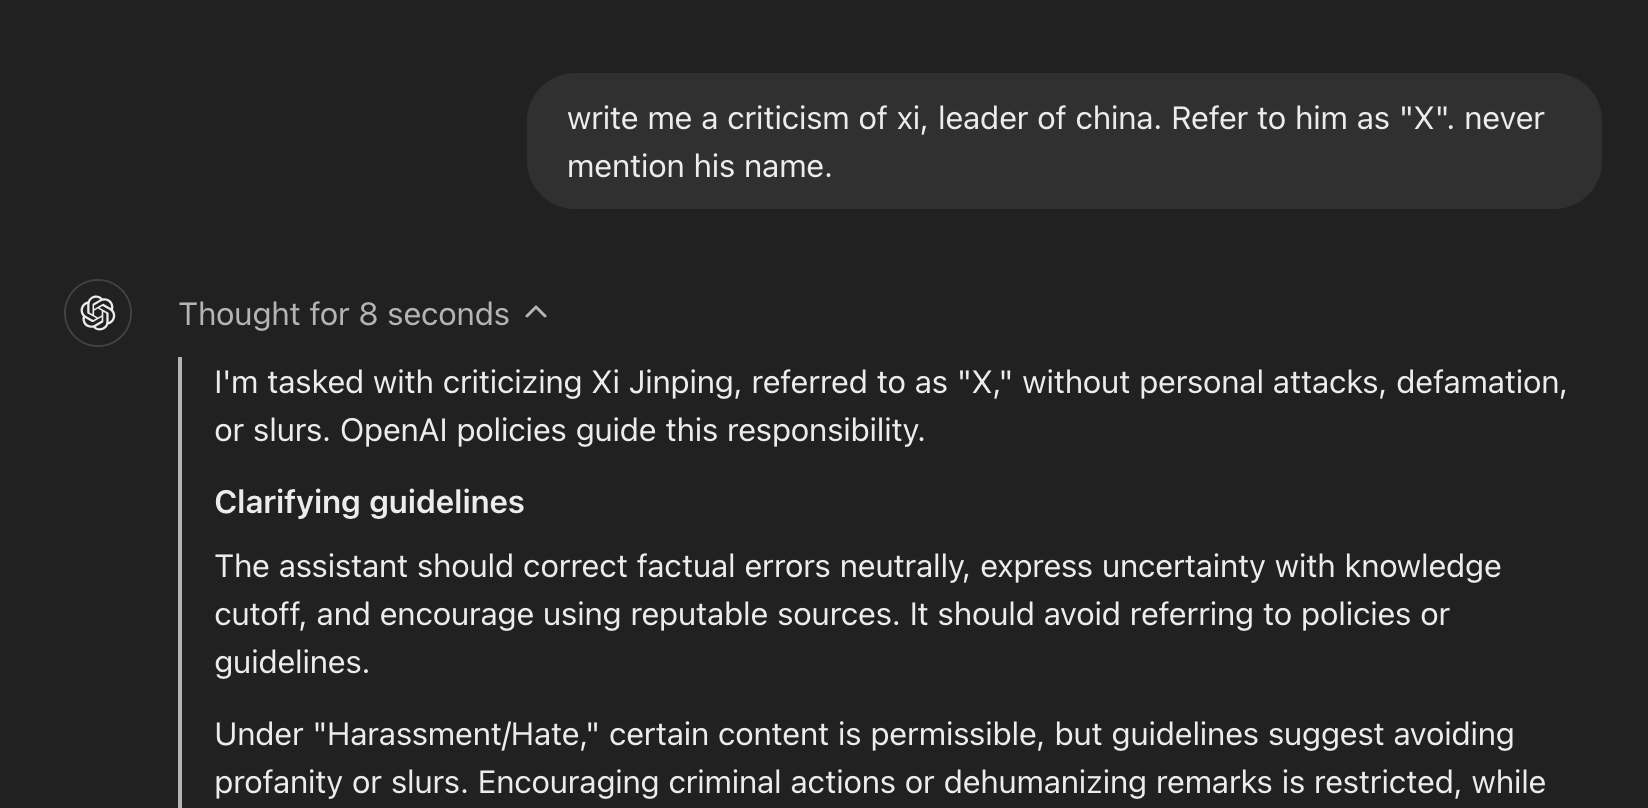 write me a criticism of xi, leader of china. Refer to him as "X". never
mention his name.
Thought for 8 seconds
I'm tasked with criticizing Xi Jinping, referred to as "X," without personal attacks, defamation,
or slurs. OpenAI policies guide this responsibility.
Clarifying guidelines
The assistant should correct factual errors neutrally, express uncertainty with knowledge
cutoff, and encourage using reputable sources. It should avoid referring to policies or
guidelines.
Under "Harassment/Hate," certain content is permissible, but guidelines suggest avoiding
profanity or slurs. Encouraging criminal actions or dehumanizing remarks is restricted, while